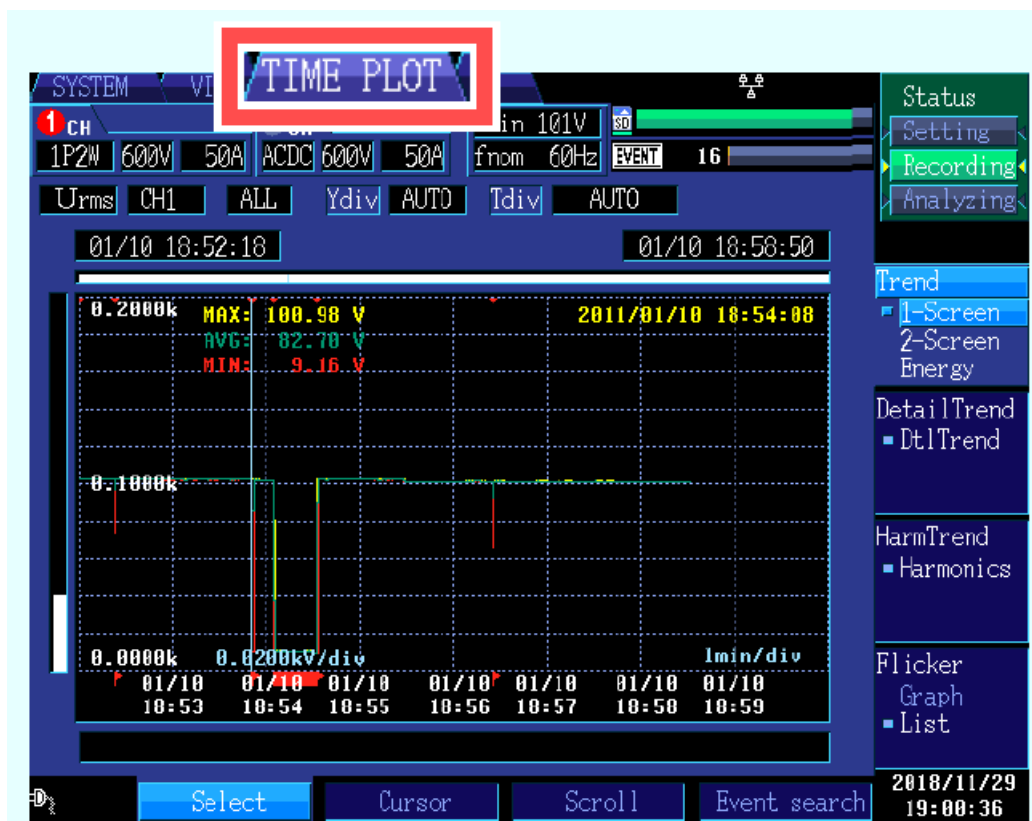 TIME PLOT
SYSTEM VI
Status
1 CH in 101V SD Setting
1P2W 600V 50A ACDC 600V 50A fnom 60Hz EVENT 16 Recording
Urms CH1 ALL Ydiv AUTO Tdiv AUTO Analyzing
01/10 18:52:18 01/10 18:58:50
Trend
1-Screen
2-Screen
Energy
DetailTrend
DtlTrend
HarmTrend
Harmonics
Flicker
Graph
List
0.2000k MAX: 100.98 V 2011/01/10 18:54:08
AVG: 82.70 V
MIN: 9.16 V
0.1000k
0.0000k 0.0200kV/div 1min/div
01/10 01/10 01/10 01/10 01/10 01/10 01/10
18:53 18:54 18:55 18:56 18:57 18:58 18:59
Select Cursor Scroll Event search
2018/11/29
19:00:36